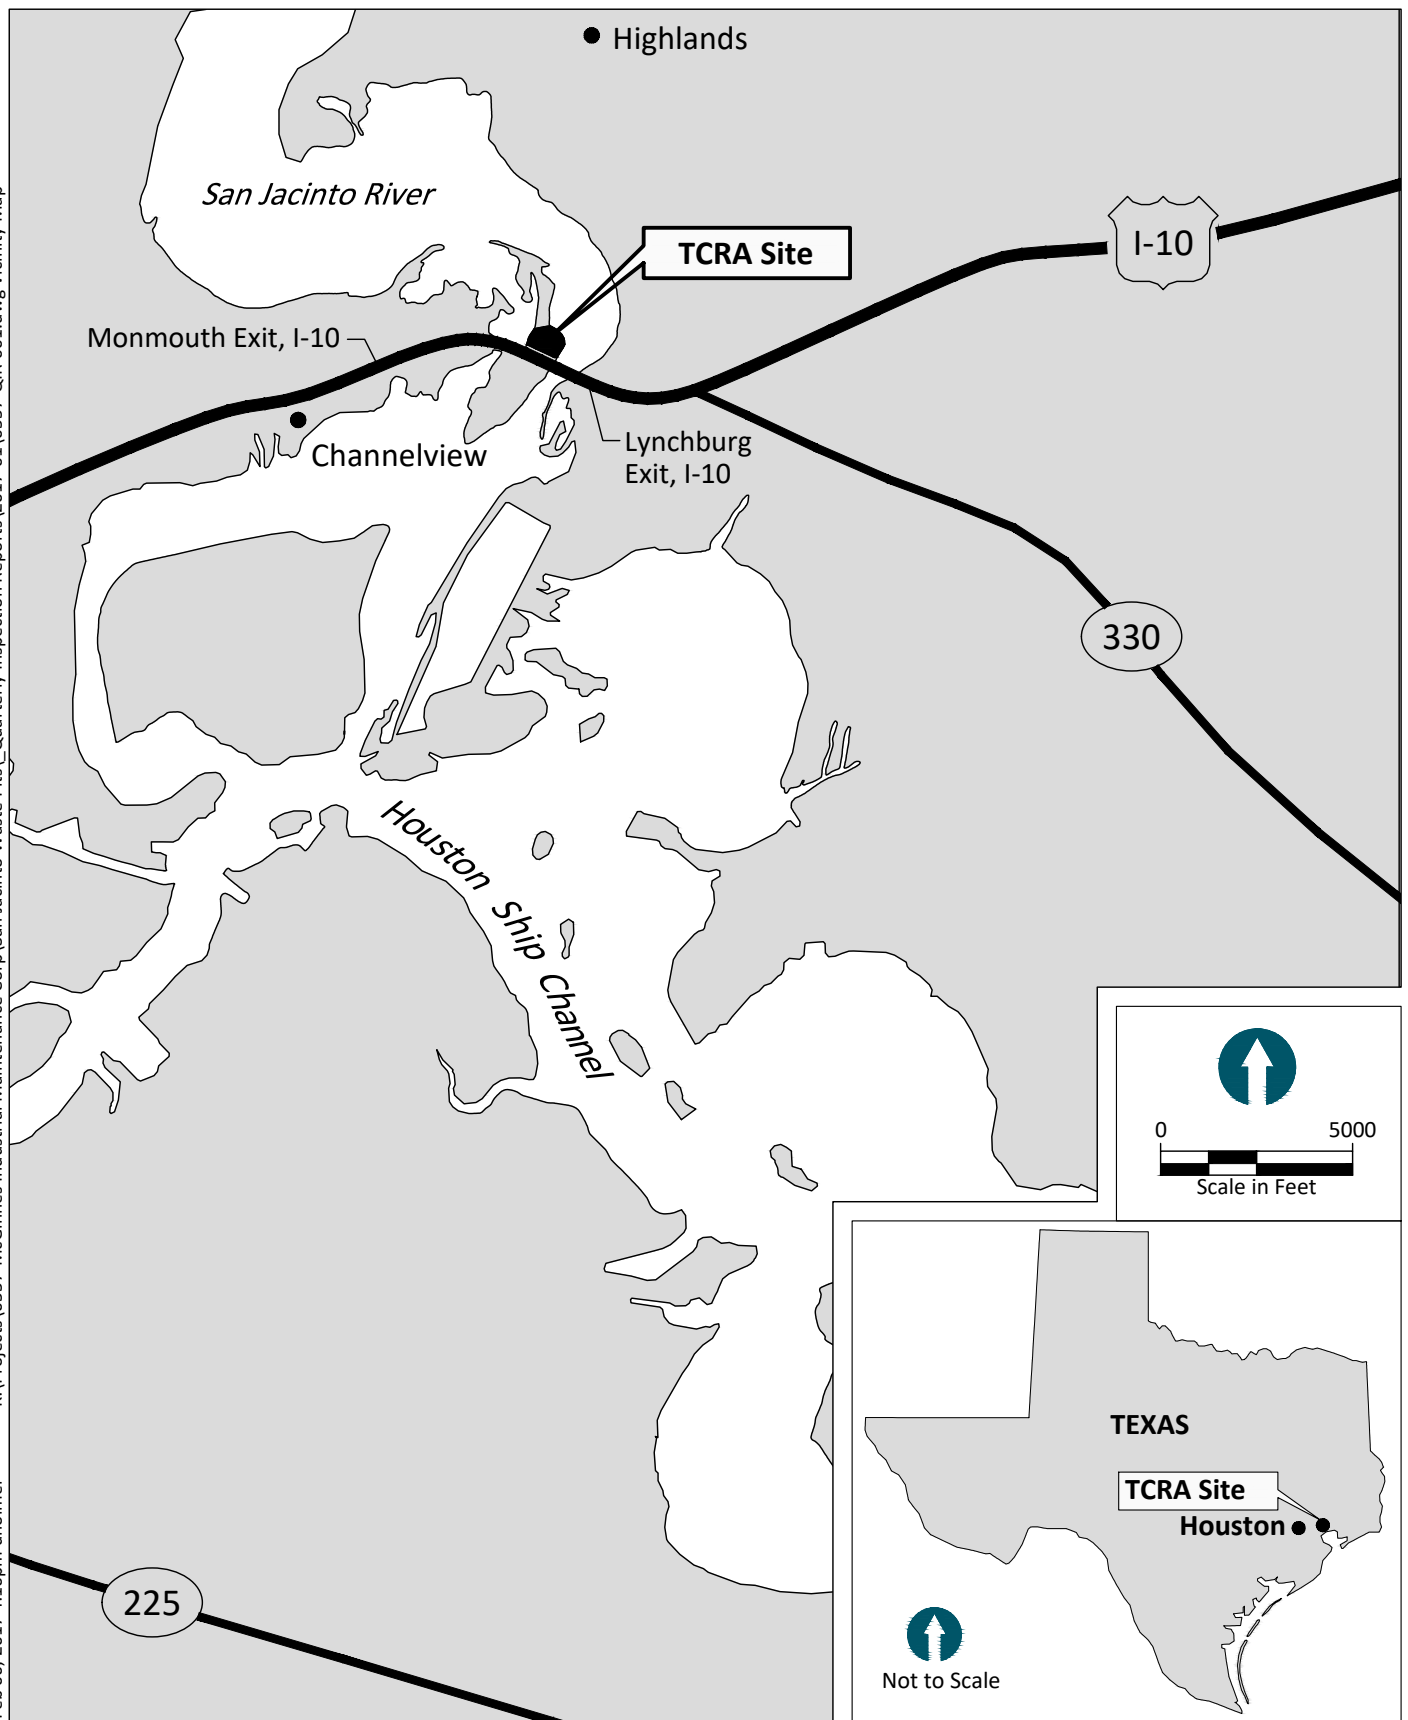 Highlands
San Jacinto River
TCRA Site
I-10
Monmouth Exit, I-10
Lynchburg
Exit, I-10
Channelview
330
Houston Ship Channel
0 5000
Scale in Feet
TEXAS
TCRA Site
Houston
225
Not to Scale